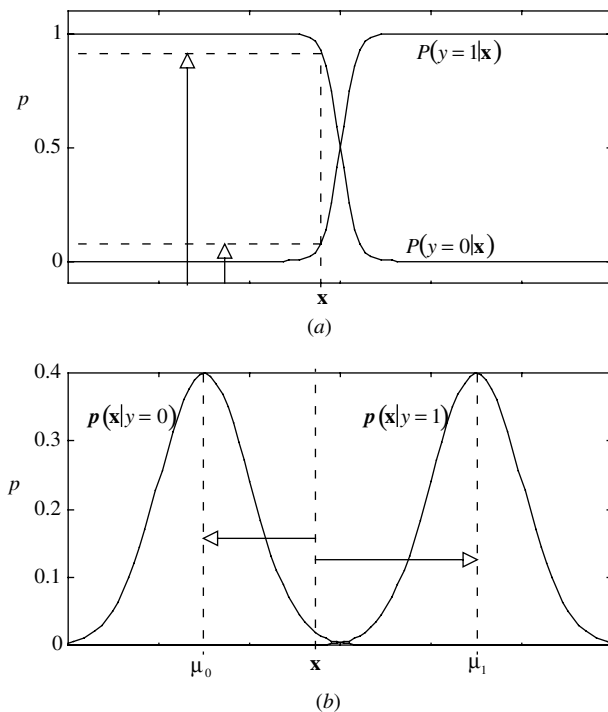 1
P(y = 1|x)
p
0.5
P(y = 0|x)
0
x
(a)
0.4
p(x|y = 0)
p(x|y = 1)
0.3
p
0.2
0.1
0
μ₀
x
μ₁
(b)